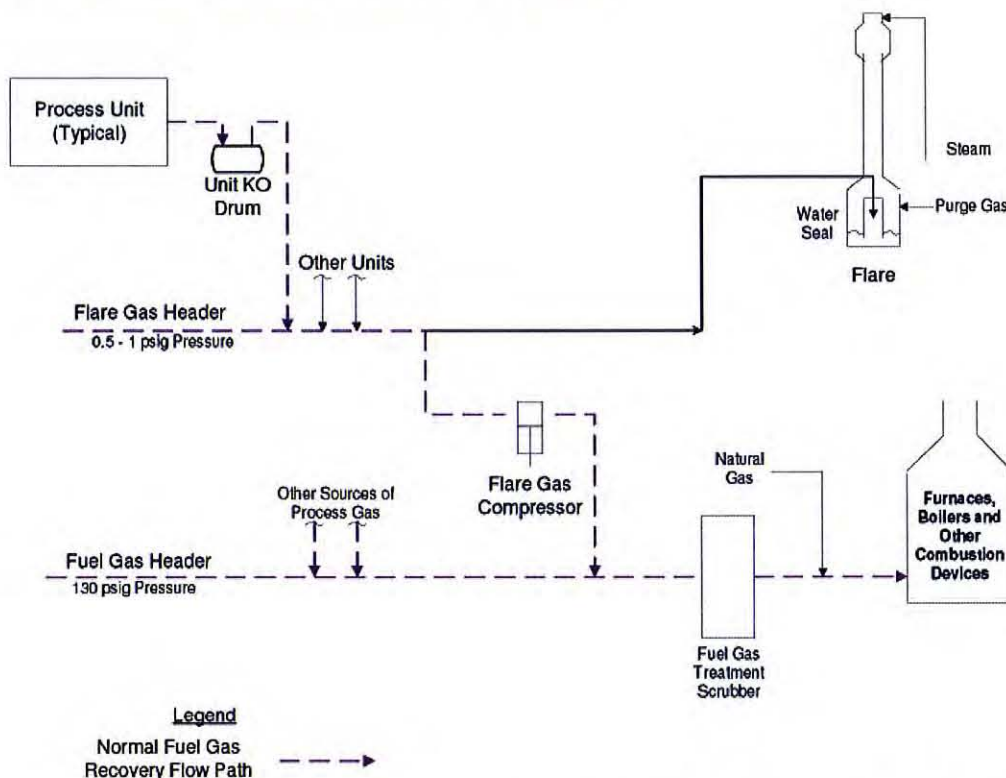 Process Unit
(Typical)
Unit KO
Drum
Other Units
Flare Gas Header
0.5 - 1 psig Pressure
Steam
Purge Gas
Water
Seal
Flare
Flare Gas
Compressor
Other Sources of
Process Gas
Fuel Gas Header
130 psig Pressure
Natural
Gas
Furnaces,
Boilers and
Other
Combustion
Devices
Fuel Gas
Treatment
Scrubber
Legend
Normal Fuel Gas
Recovery Flow Path